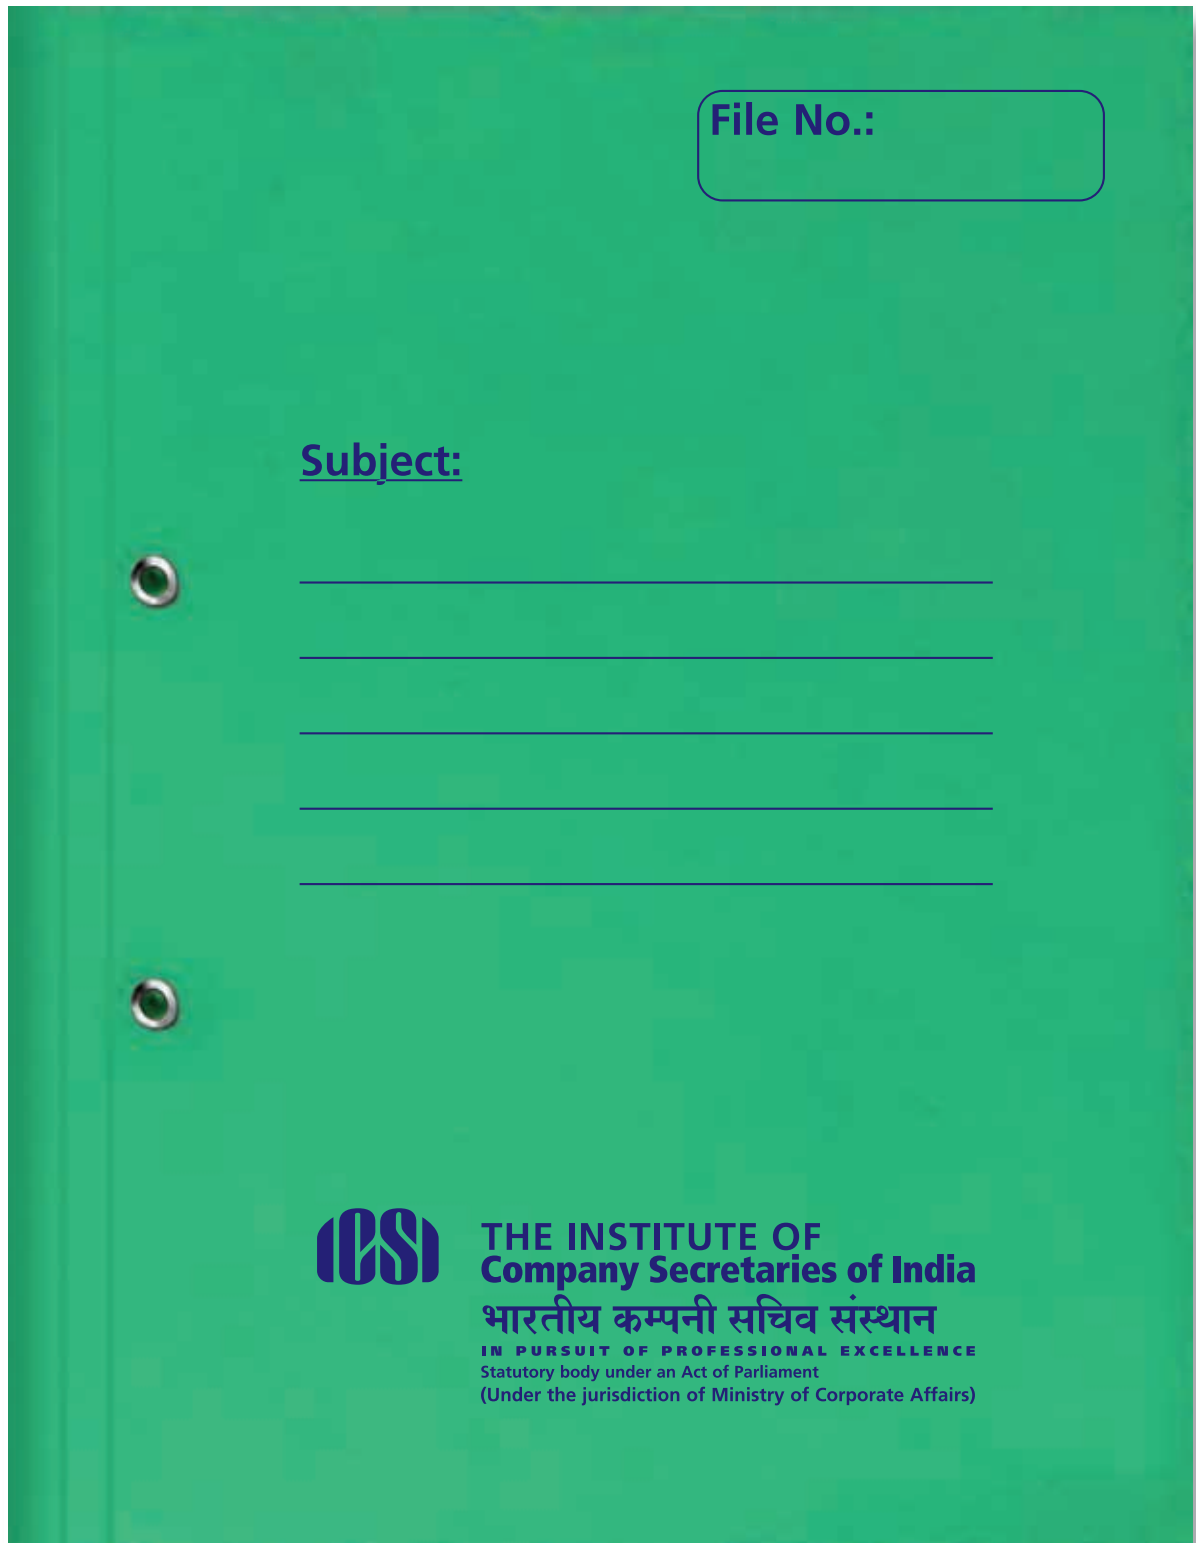 File No.:
Subject:
ICSI
THE INSTITUTE OF
Company Secretaries of India
भारतीय कम्पनी सचिव संस्थान
IN PURSUIT OF PROFESSIONAL EXCELLENCE
Statutory body under an Act of Parliament
(Under the jurisdiction of Ministry of Corporate Affairs)